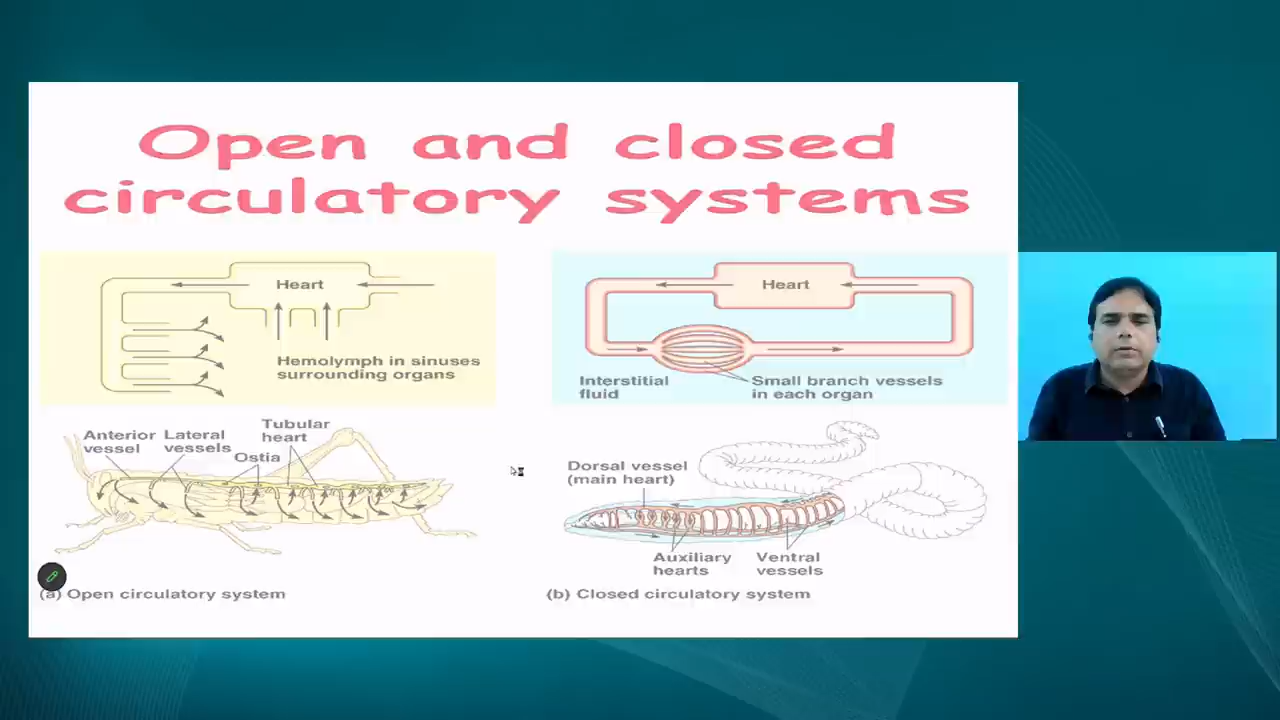 Open and closed
circulatory systems
Heart
Hemolymph in sinuses
surrounding organs
Anterior
vessel
Lateral
vessels
Ostia
Tubular
heart
(a) Open circulatory system
Heart
Interstitial
fluid
Small branch vessels
in each organ
Dorsal vessel
(main heart)
Auxiliary
hearts
Ventral
vessels
(b) Closed circulatory system